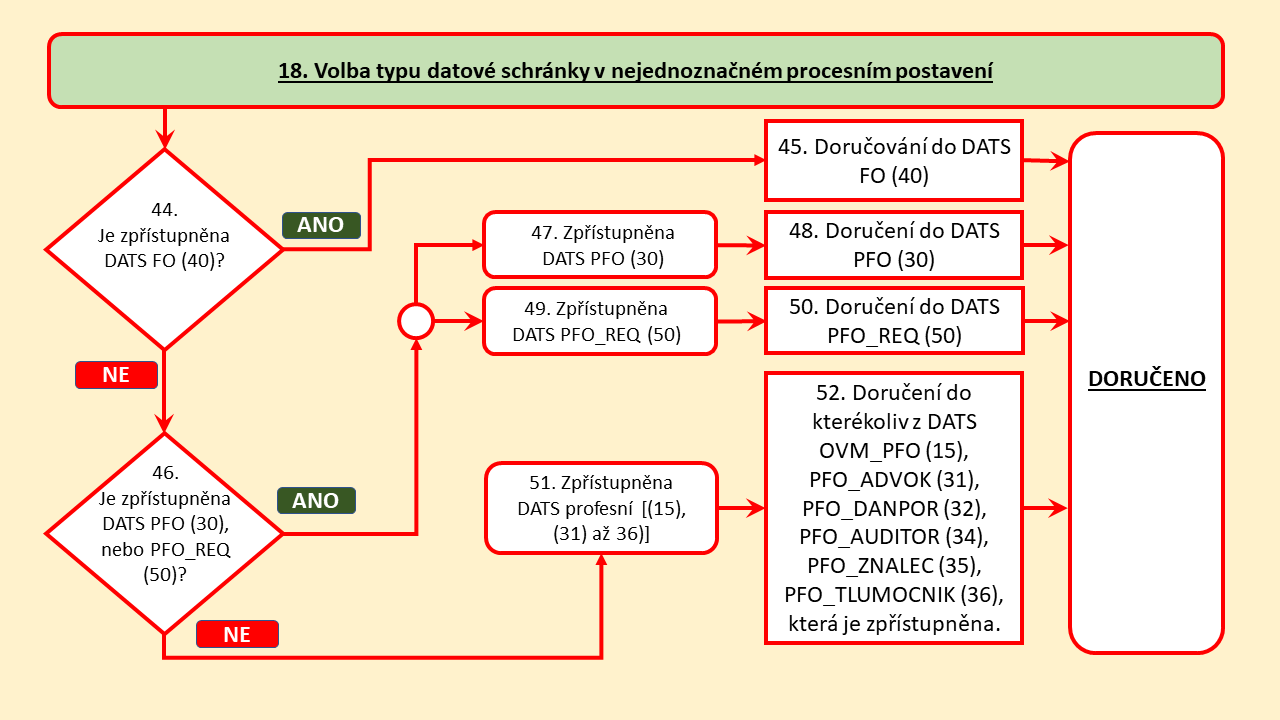 18. Volba typu datové schránky v nejednoznačném procesním postavení
44.
Je zpřístupněna
DATS FO (40)?
ANO
45. Doručování do DATS
FO (40)
47. Zpřístupněna
DATS PFO (30)
48. Doručení do DATS
PFO (30)
49. Zpřístupněna
DATS PFO_REQ (50)
50. Doručení do DATS
PFO_REQ (50)
DORUČENO
NE
46.
Je zpřístupněna
DATS PFO (30),
nebo PFO_REQ
(50)?
ANO
NE
51. Zpřístupněna
DATS profesní [(15),
(31) až 36)]
52. Doručení do
kterékoliv z DATS
OVM_PFO (15),
PFO_ADVOK (31),
PFO_DANPOR (32),
PFO_AUDITOR (34),
PFO_ZNALEC (35),
PFO_TLUMOCNIK (36),
která je zpřístupněna.